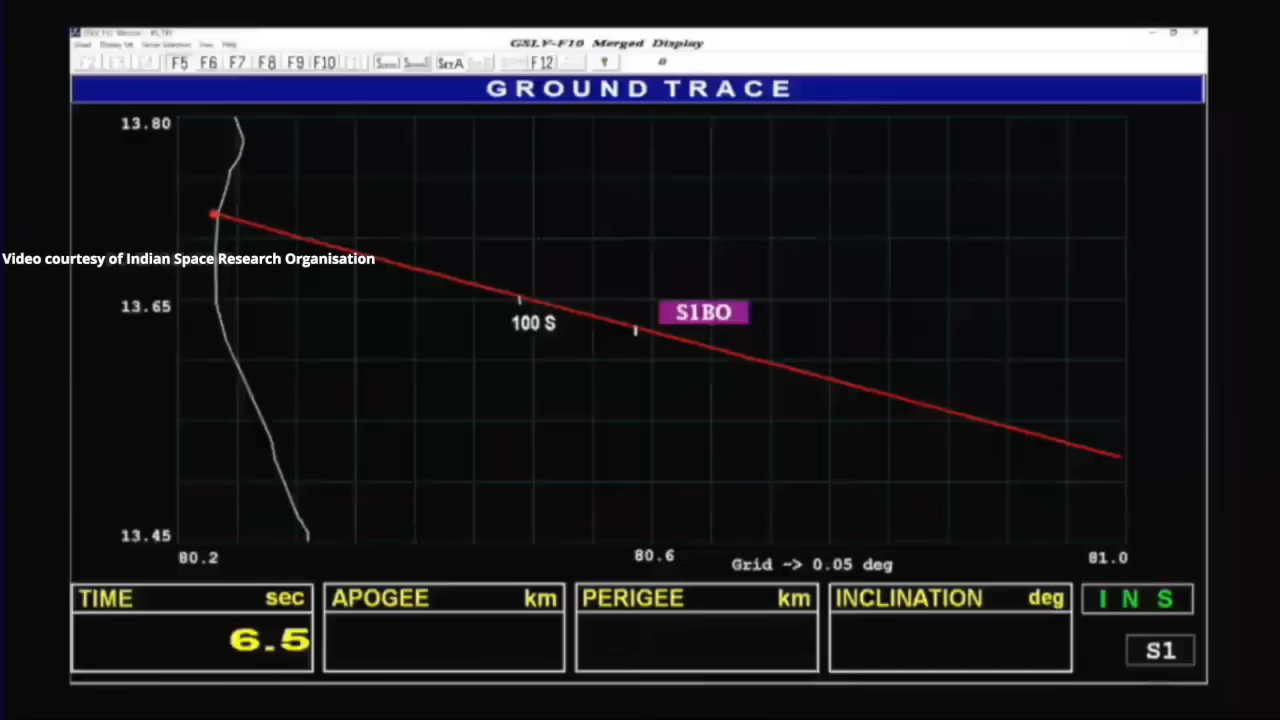 GSLV-F10 Merged Display
F5 F6 F7 F8 F9 F10 F12
GROUND TRACE
13.80
Video courtesy of Indian Space Research Organisation
13.65
S1BO
100 S
13.45
80.2 80.6 81.0
Grid -> 0.05 deg
TIME sec APOGEE km PERIGEE km INCLINATION deg INS
6.5
S1